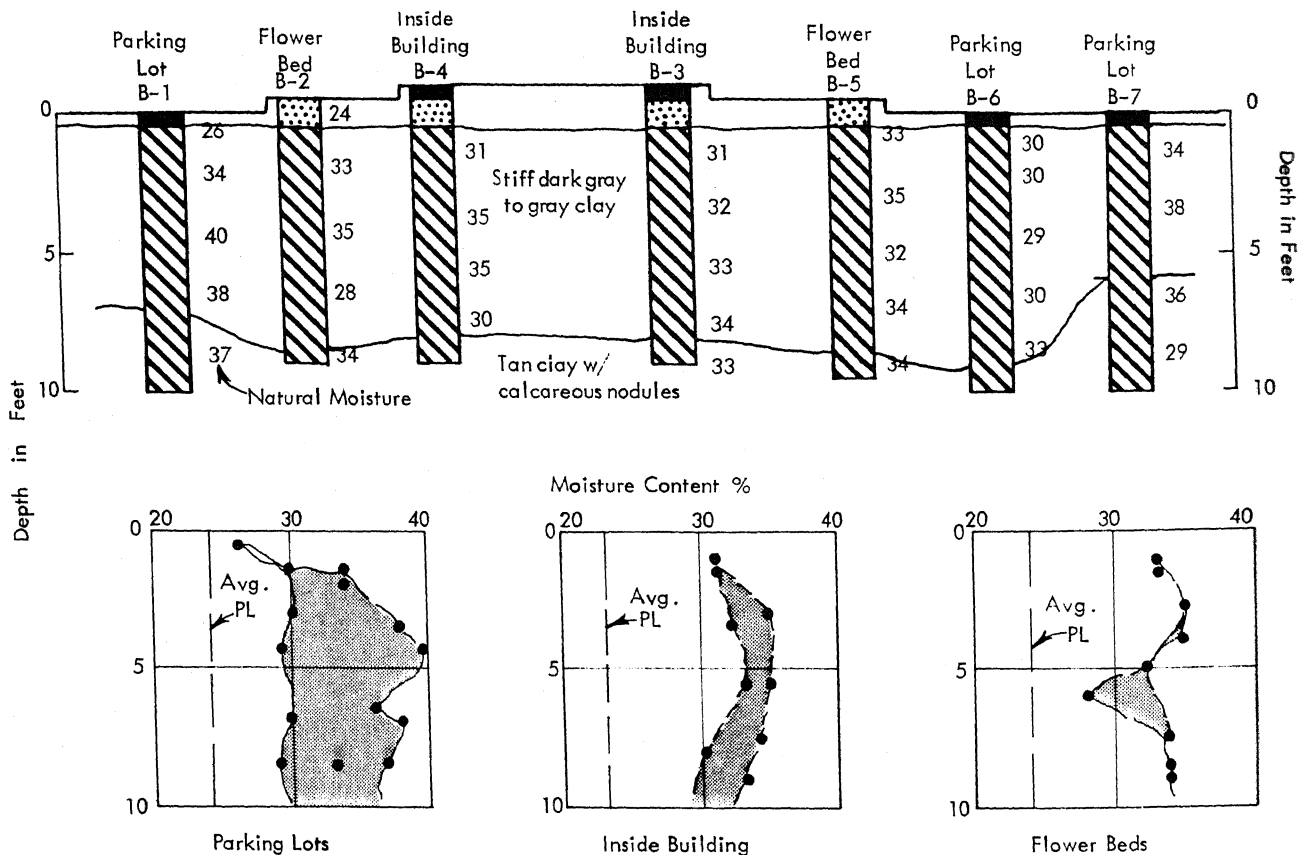 Parking
Lot
B-1
Flower
Bed
B-2
Inside
Building
B-4
Inside
Building
B-3
Flower
Bed
B-5
Parking
Lot
B-6
Parking
Lot
B-7
0
5
10
Depth in Feet
0
5
10
Depth in Feet
26
34
40
38
37
Natural Moisture
24
33
35
28
34
31
35
35
30
Stiff dark gray
to gray clay
Tan clay w/
calcareous nodules
31
32
33
34
33
33
35
32
34
34
30
30
29
30
33
34
38
36
29
Moisture Content %
20 30 40
0
5
10
Avg.
PL
Parking Lots
20 30 40
0
5
10
Avg.
PL
Inside Building
20 30 40
0
5
10
Avg.
PL
Flower Beds